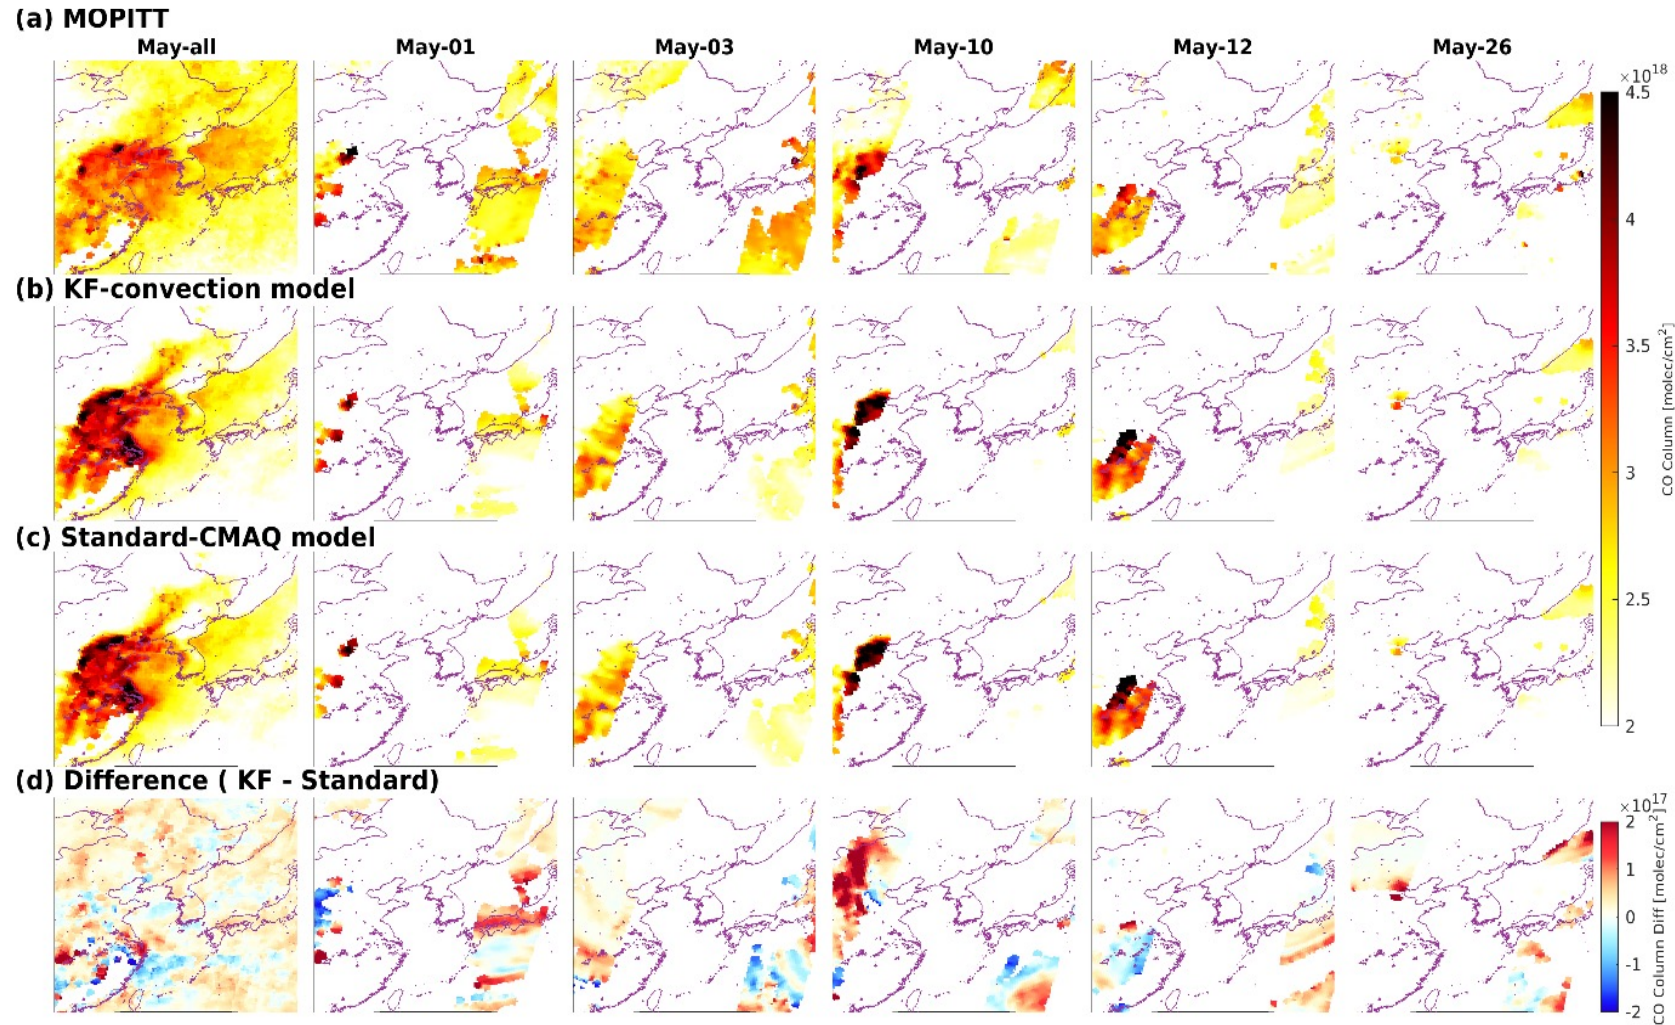 (a) MOPITT
May-all May-01 May-03 May-10 May-12 May-26
×10^18
4.5
4
3.5
3
2.5
2
CO Column [molec/cm²]
(b) KF-convection model
(c) Standard-CMAQ model
(d) Difference ( KF - Standard)
×10^17
2
1
0
-1
-2
CO Column Diff [molec/cm²]